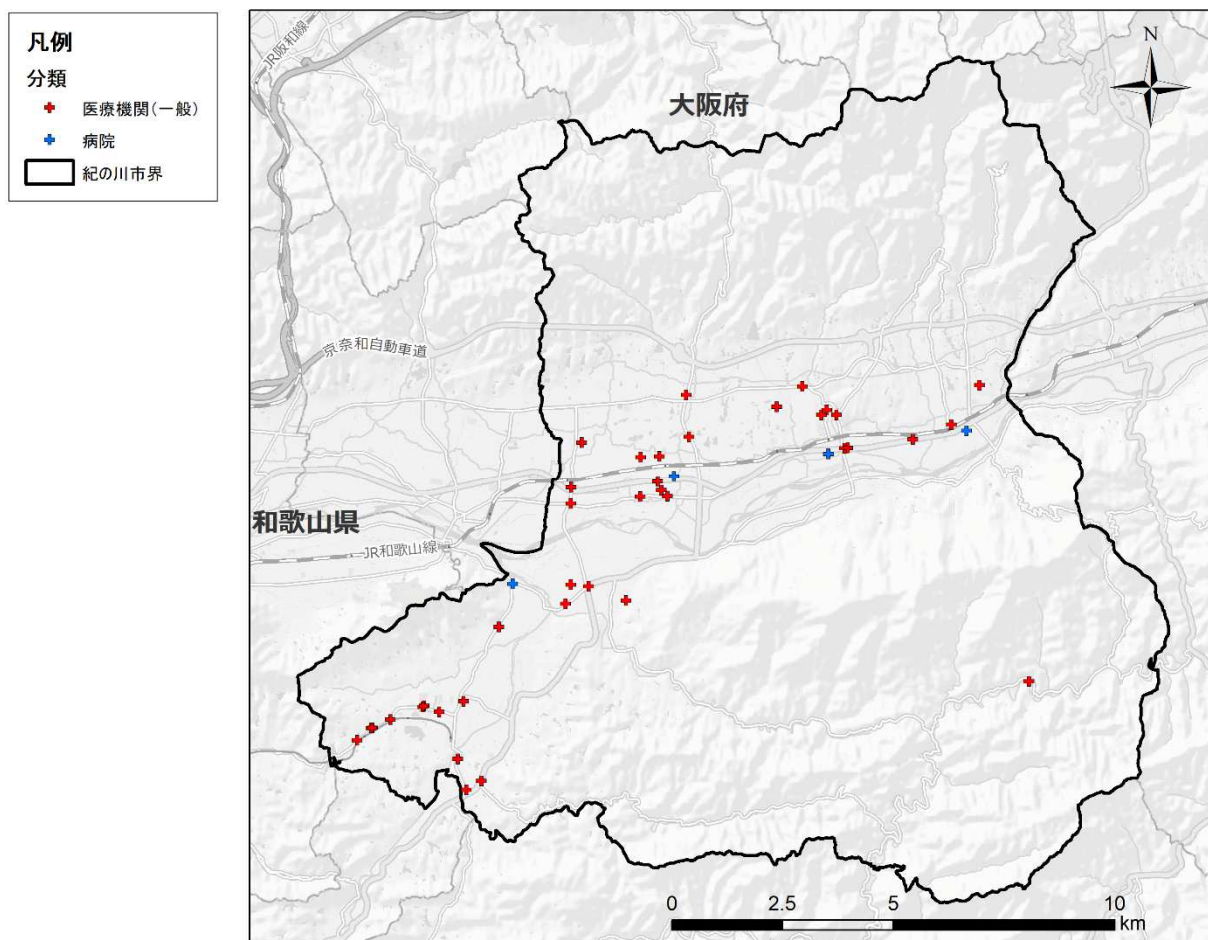 凡例
分類
医療機関(一般)
病院
紀の川市界
JR阪和線
大阪府
N
京奈和自動車道
和歌山県
JR和歌山線
0 2.5 5 10
km